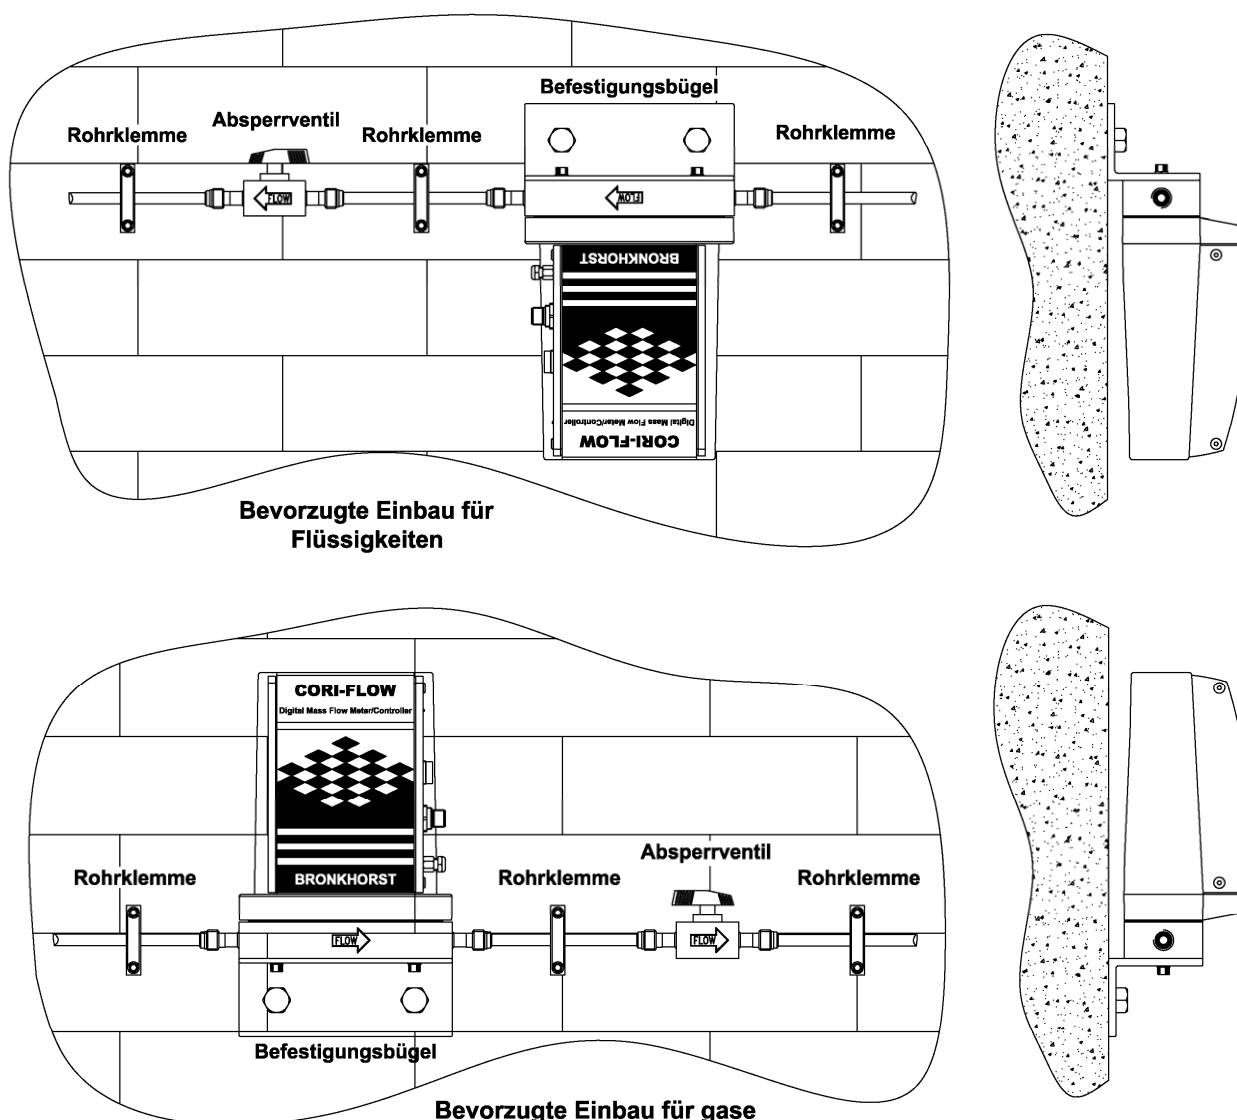 Befestigungsbügel
Rohrklemme
Absperrventil
Rohrklemme
Rohrklemme
FLOW
FLOW
BRONKHORST
Digital Mass Flow Meter/Controller
CORI-FLOW
Bevorzugte Einbau für
Flüssigkeiten
CORI-FLOW
Digital Mass Flow Meter/Controller
BRONKHORST
Rohrklemme
Rohrklemme
Absperrventil
Rohrklemme
FLOW
FLOW
Befestigungsbügel
Bevorzugte Einbau für gase